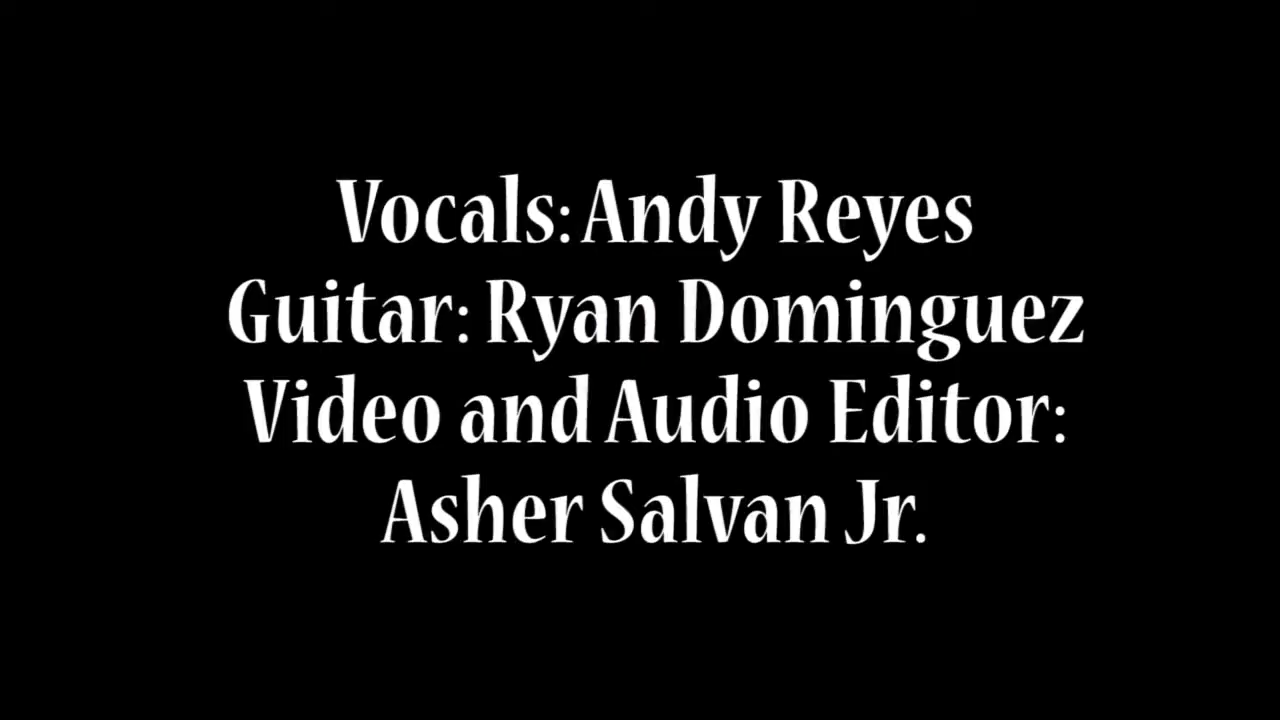 Vocals: Andy Reyes
Guitar: Ryan Dominguez
Video and Audio Editor:
Asher Salvan Jr.